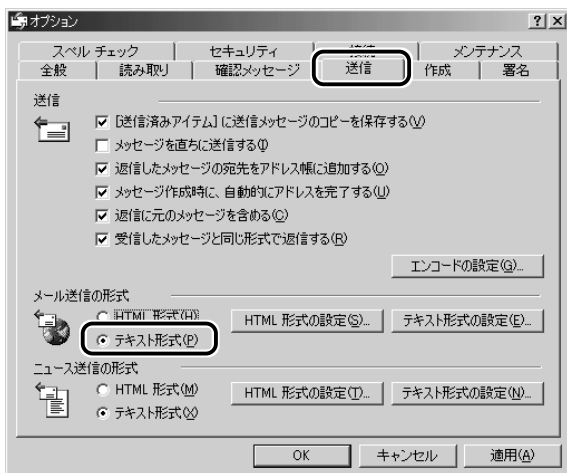 オプション
スペル チェック セキュリティ 接続 メンテナンス
全般 読み取り 確認メッセージ 送信 作成 署名
送信
[送信済みアイテム] に送信メッセージのコピーを保存する(V)
メッセージを直ちに送信する(I)
返信したメッセージの宛先をアドレス帳に追加する(O)
メッセージ作成時に、自動的にアドレスを完了する(U)
返信に元のメッセージを含める(C)
受信したメッセージと同じ形式で返信する(R)
エンコードの設定(G)...
メール送信の形式
HTML 形式(H) HTML 形式の設定(S)... テキスト形式の設定(E)...
テキスト形式(P)
ニュース送信の形式
HTML 形式(M) HTML 形式の設定(T)... テキスト形式の設定(N)...
テキスト形式(X)
OK キャンセル 適用(A)